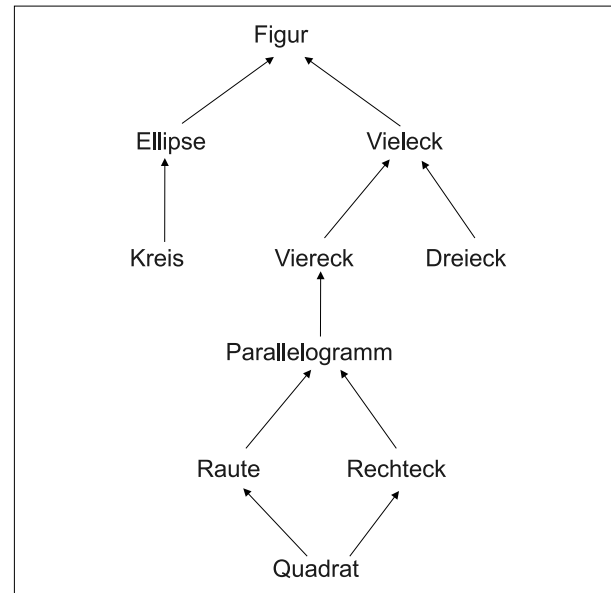 Figur
Ellipse
Vieleck
Kreis
Viereck
Dreieck
Parallelogramm
Raute
Rechteck
Quadrat